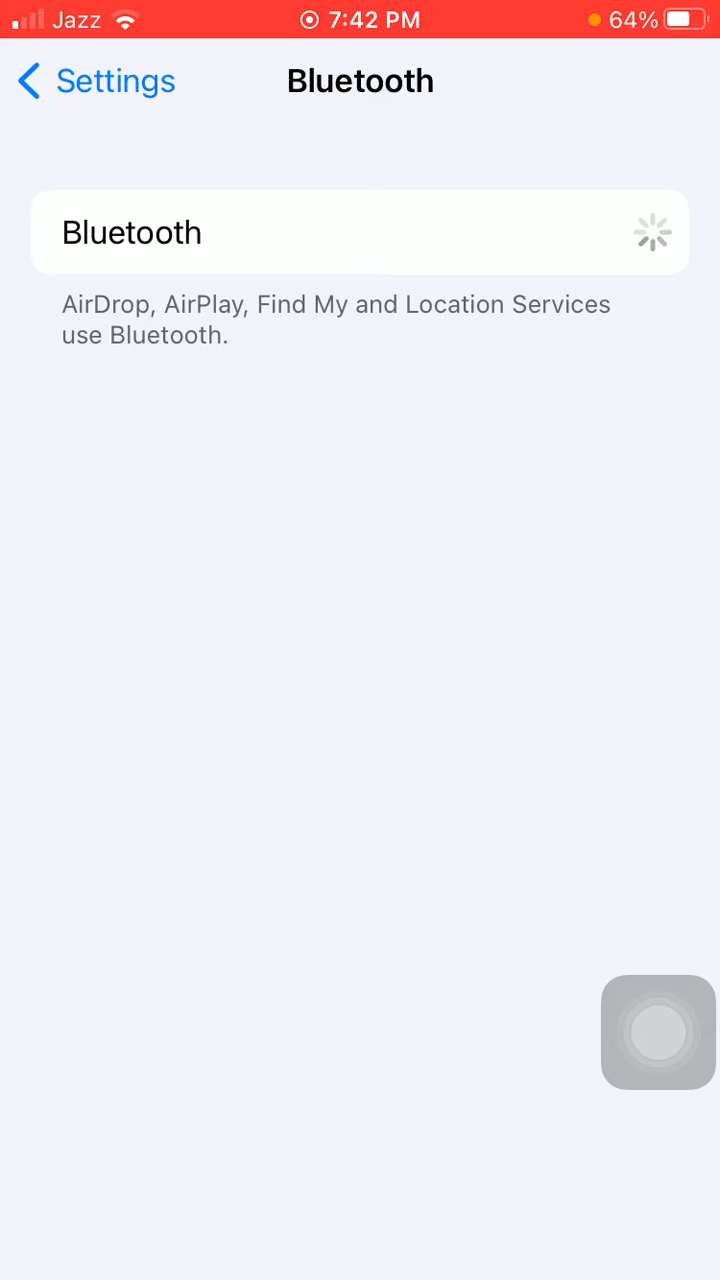 Jazz 7:42 PM 64%
Settings Bluetooth
Bluetooth
AirDrop, AirPlay, Find My and Location Services
use Bluetooth.